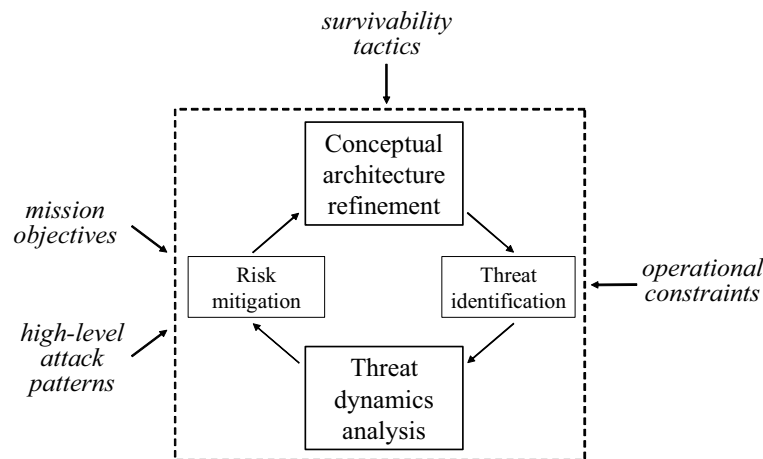 survivability
tactics
Conceptual
architecture
refinement
mission
objectives
Risk
mitigation
Threat
identification
operational
constraints
high-level
attack
patterns
Threat
dynamics
analysis